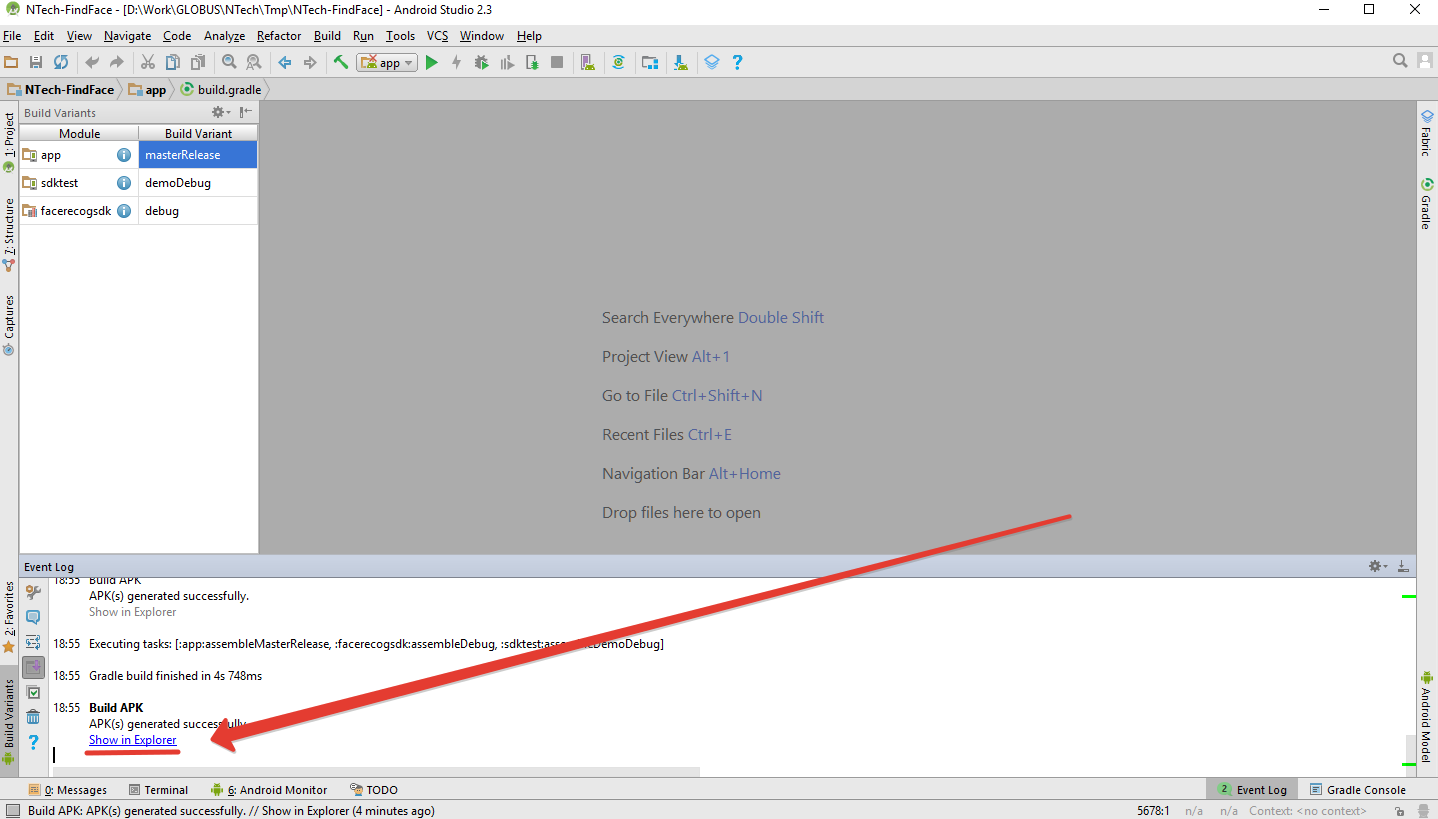 NTech-FindFace - [D:\Work\GLOBUS\NTech\Tmp\NTech-FindFace] - Android Studio 2.3
File Edit View Navigate Code Analyze Refactor Build Run Tools VCS Window Help
app
NTech-FindFace app build.gradle
1: Project
7: Structure
Captures
2: Favorites
Build Variants
Build Variants
Module Build Variant
app masterRelease
sdktest demoDebug
facerecogsdk debug
Search Everywhere Double Shift
Project View Alt+1
Go to File Ctrl+Shift+N
Recent Files Ctrl+E
Navigation Bar Alt+Home
Drop files here to open
Fabric
Gradle
Android Model
Event Log
18:55 Build APK
APK(s) generated successfully.
Show in Explorer
18:55 Executing tasks: [:app:assembleMasterRelease, :facerecogsdk:assembleDebug, :sdktest:assembleDemoDebug]
18:55 Gradle build finished in 4s 748ms
18:55 Build APK
APK(s) generated successfully.
Show in Explorer
0: Messages Terminal 6: Android Monitor TODO 2 Event Log Gradle Console
Build APK: APK(s) generated successfully. // Show in Explorer (4 minutes ago) 5678:1 n/a n/a Context: <no context>